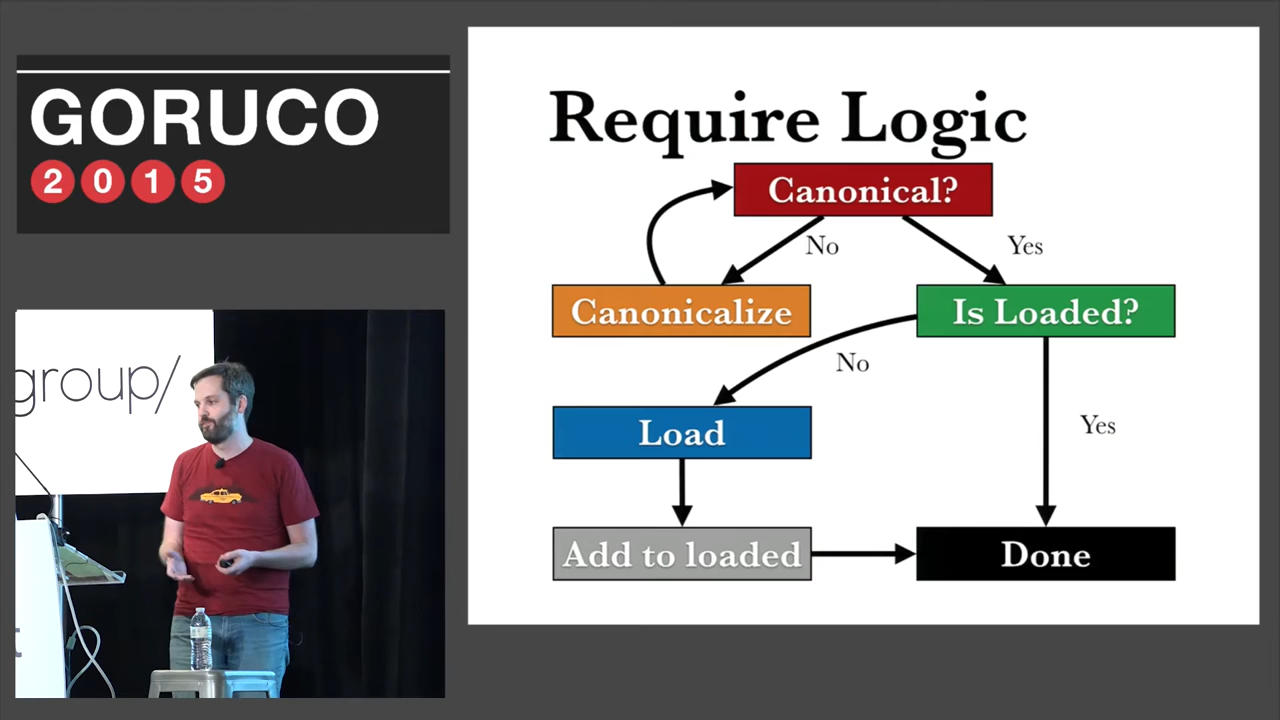 GORUCO
2015
group/
Require Logic
Canonical?
No
Yes
Canonicalize
Is Loaded?
No
Load
Yes
Add to loaded
Done